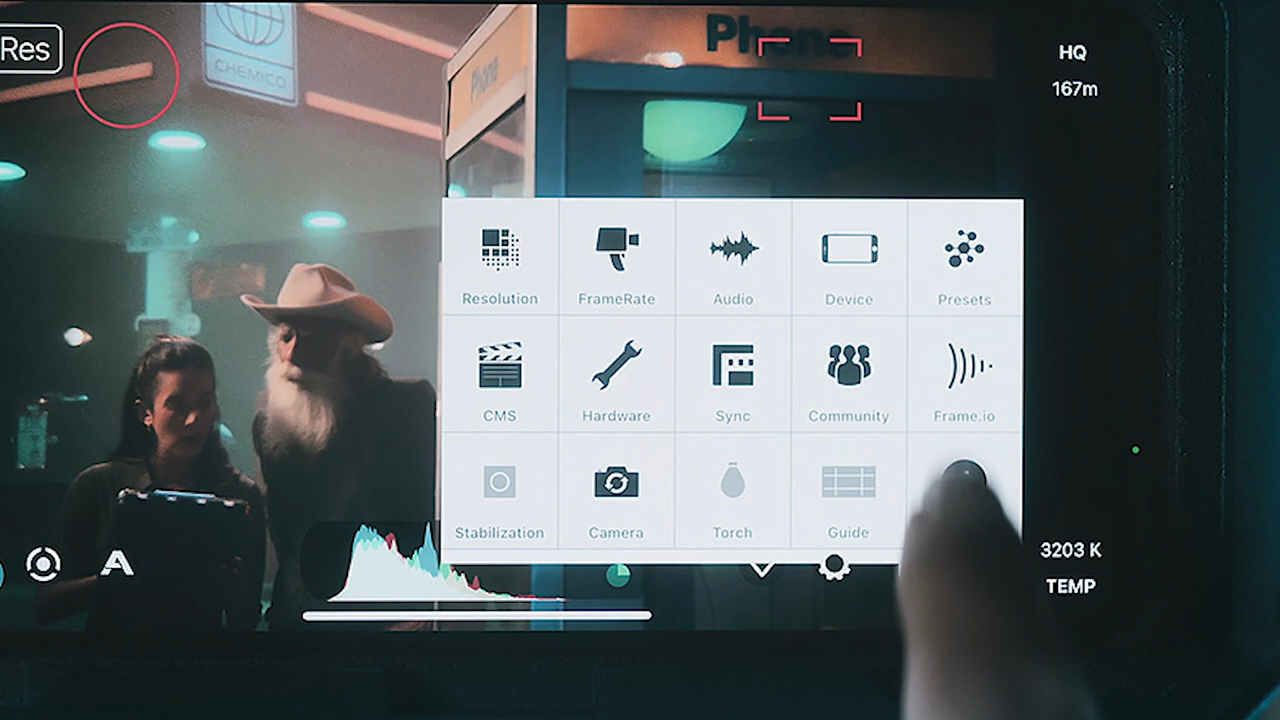 Res
CHEMICO
Phone
Phone
HQ
167m
Resolution
FrameRate
Audio
Device
Presets
CMS
Hardware
Sync
Community
Frame.io
Stabilization
Camera
Torch
Guide
3203 K
TEMP